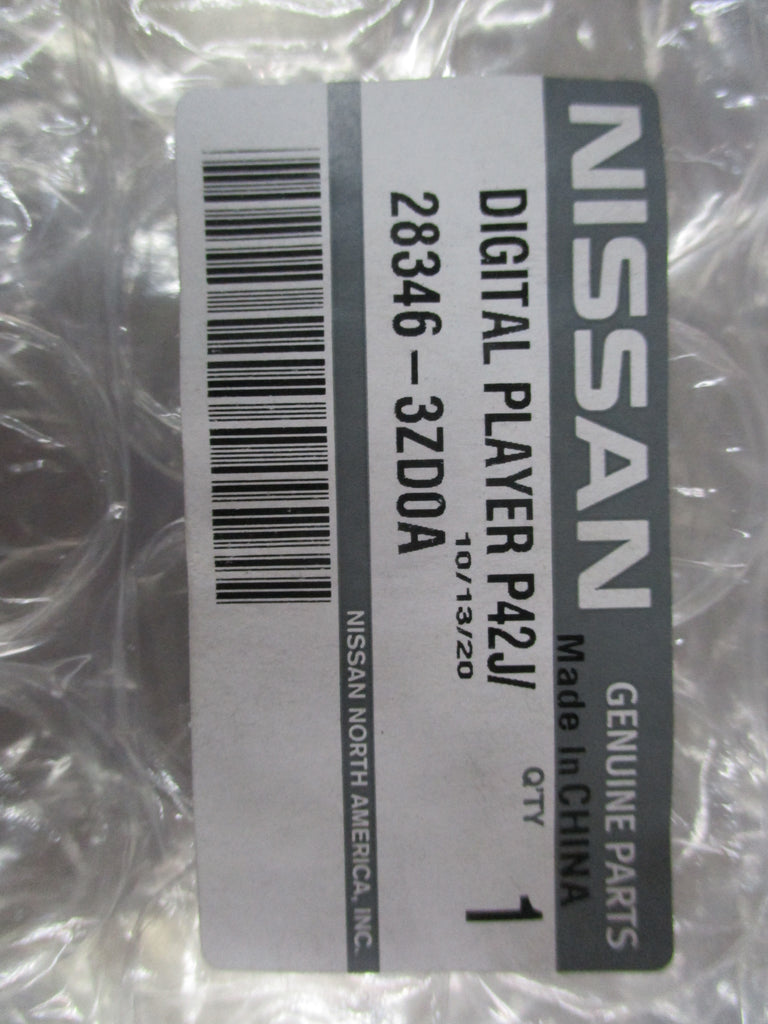 NISSAN GENUINE PARTS
Made In CHINA
DIGITAL PLAYER P42J/ Q'TY
10/13/20
28346-3ZD0A 1
NISSAN NORTH AMERICA, INC.